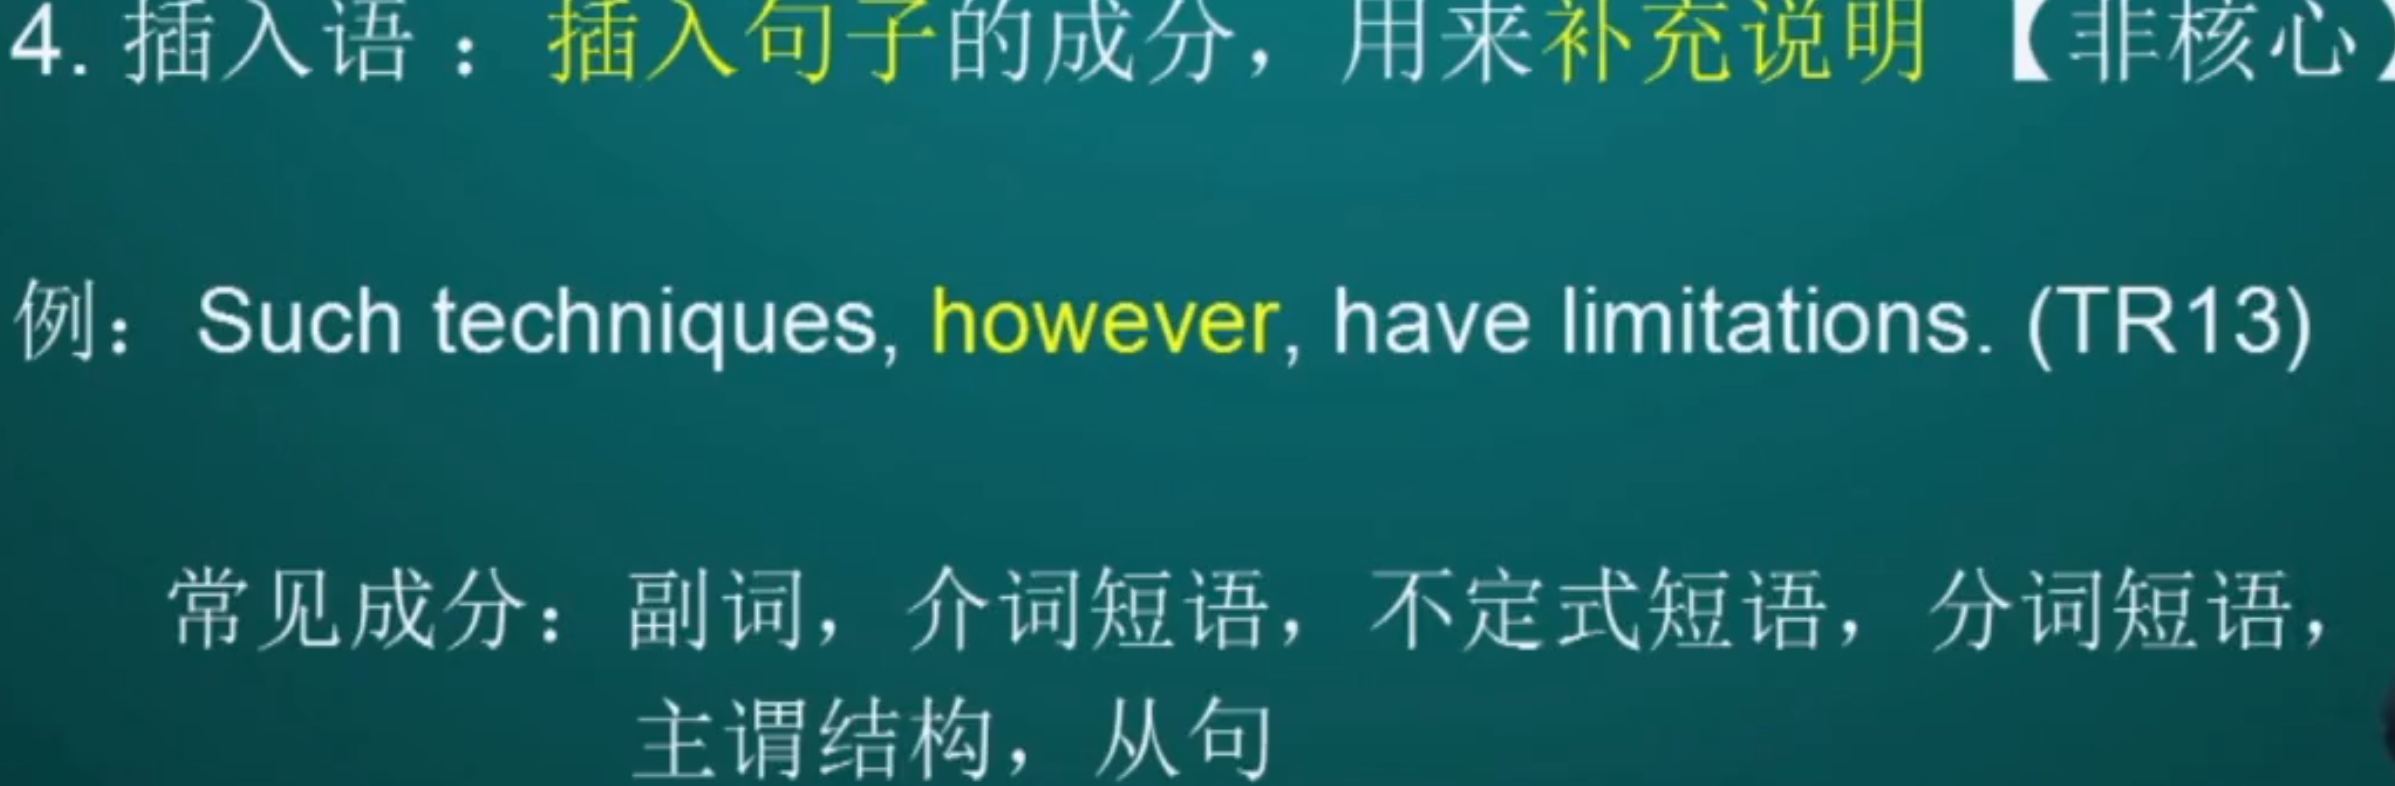 4. 插入语：插入句子的成分，用来补充说明【非核心】
例：Such techniques, however, have limitations. (TR13)
常见成分：副词，介词短语，不定式短语，分词短语，
主谓结构，从句